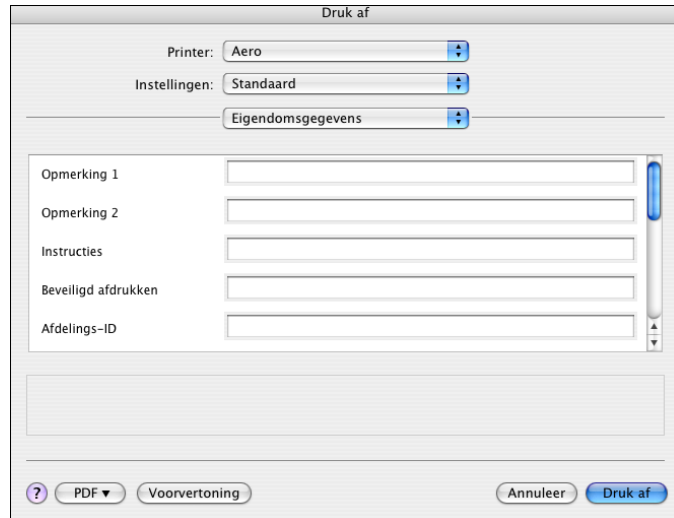 Druk af
Printer: Aero
Instellingen: Standaard
Eigendomsgegevens
Opmerking 1
Opmerking 2
Instructies
Beveiligd afdrukken
Afdelings-ID
? PDF ▼ Voorvertoning Annuleer Druk af